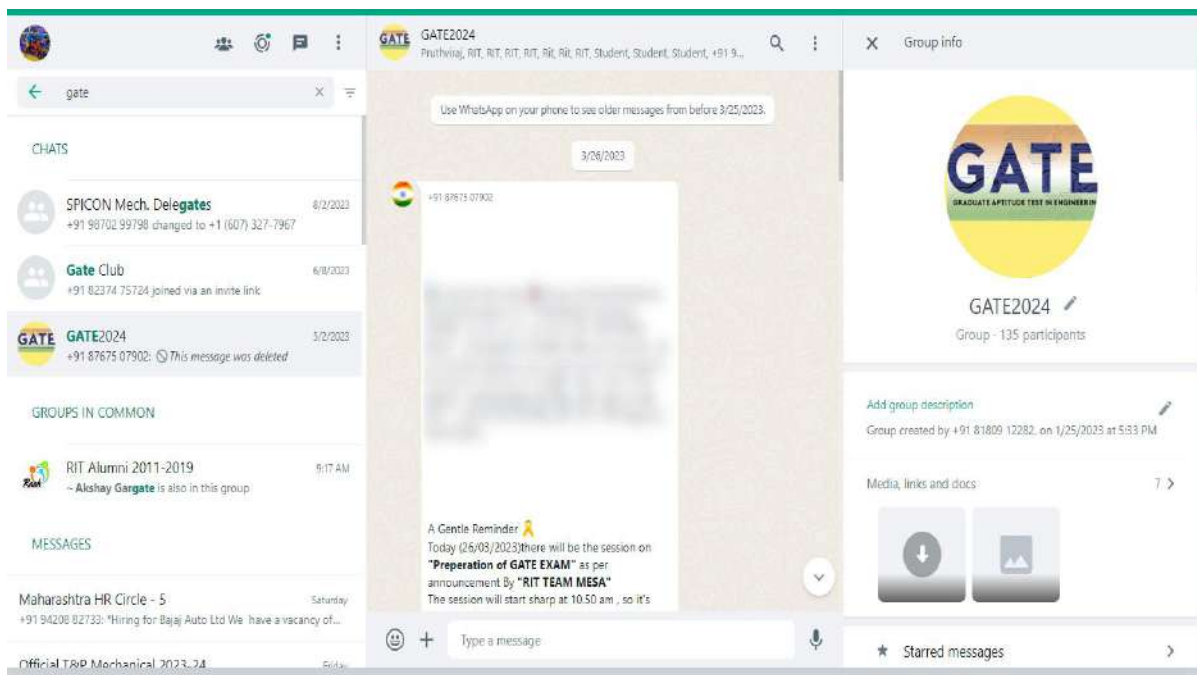 gate
CHATS
SPICON Mech. Delegates
8/2/2023
+91 98702 99798 changed to +1 (607) 327-7967
Gate Club
6/8/2023
+91 82374 75724 joined via an invite link
GATE
GATE2024
5/2/2023
+91 87675 07902: This message was deleted
GROUPS IN COMMON
RIT Alumni 2011-2019
9:17 AM
~ Akshay Gargate is also in this group
MESSAGES
Maharashtra HR Circle - 5
Saturday
+91 94208 82733: *Hiring for Bajaj Auto Ltd We have a vacancy of...
Official T&P Mechanical 2023-24
Friday
GATE
GATE2024
Pruthviraj, RIT, RIT, RIT, RIT, Rit, Rit, RIT, Student, Student, Student, +91 9...
Use WhatsApp on your phone to see older messages from before 3/25/2023.
3/26/2023
+91 87675 07902
A Gentle Reminder
Today (26/03/2023)there will be the session on
"Preperation of GATE EXAM" as per
announcement By "RIT TEAM MESA"
The session will start sharp at 10.50 am , so it's
Type a message
Group info
GATE
GRADUATE APTITUDE TEST IN ENGINEERIN
GATE2024
Group · 135 participants
Add group description
Group created by +91 81809 12282, on 1/25/2023 at 5:33 PM
Media, links and docs
7
Starred messages